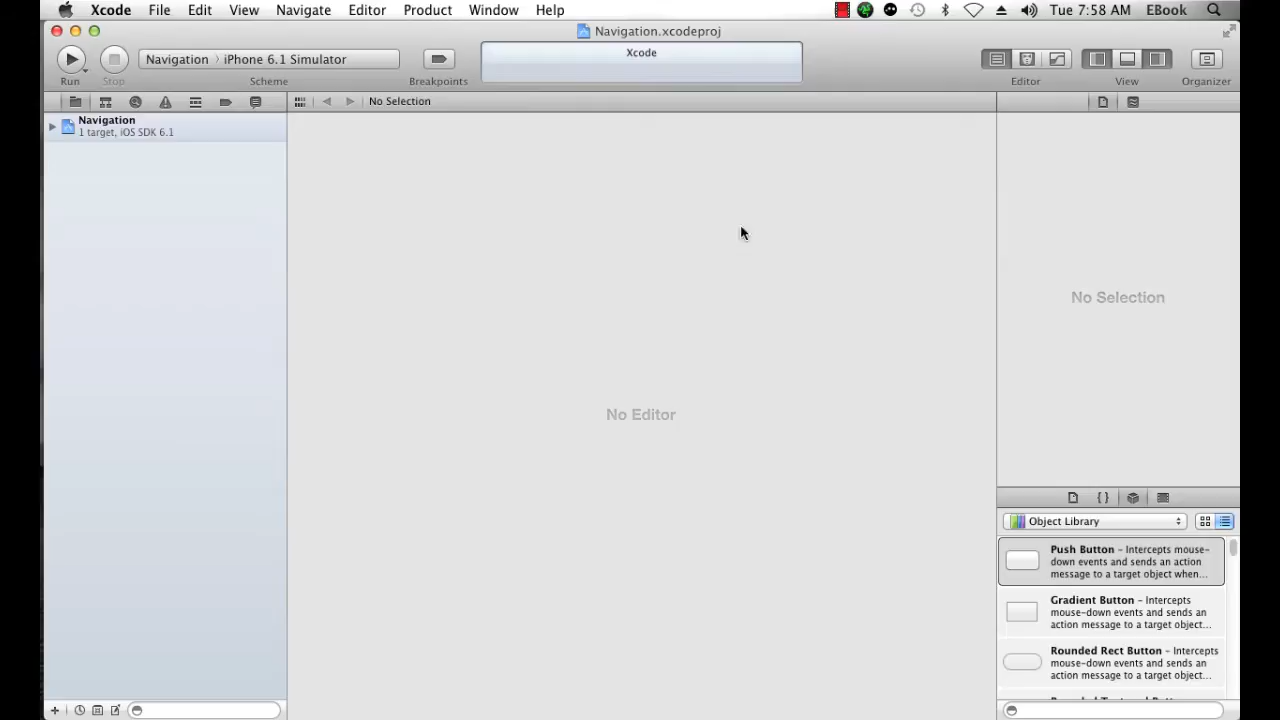 Xcode File Edit View Navigate Editor Product Window Help Tue 7:58 AM EBook
Navigation.xcodeproj
Navigation 〉 iPhone 6.1 Simulator
Xcode
Run Stop Scheme Breakpoints Editor View Organizer
No Selection
Navigation
1 target, iOS SDK 6.1
No Editor
No Selection
{ }
Object Library
Push Button – Intercepts mouse-
down events and sends an action
message to a target object when...
Gradient Button – Intercepts
mouse-down events and sends an
action message to a target object...
Rounded Rect Button – Intercepts
mouse-down events and sends an
action message to a target object...